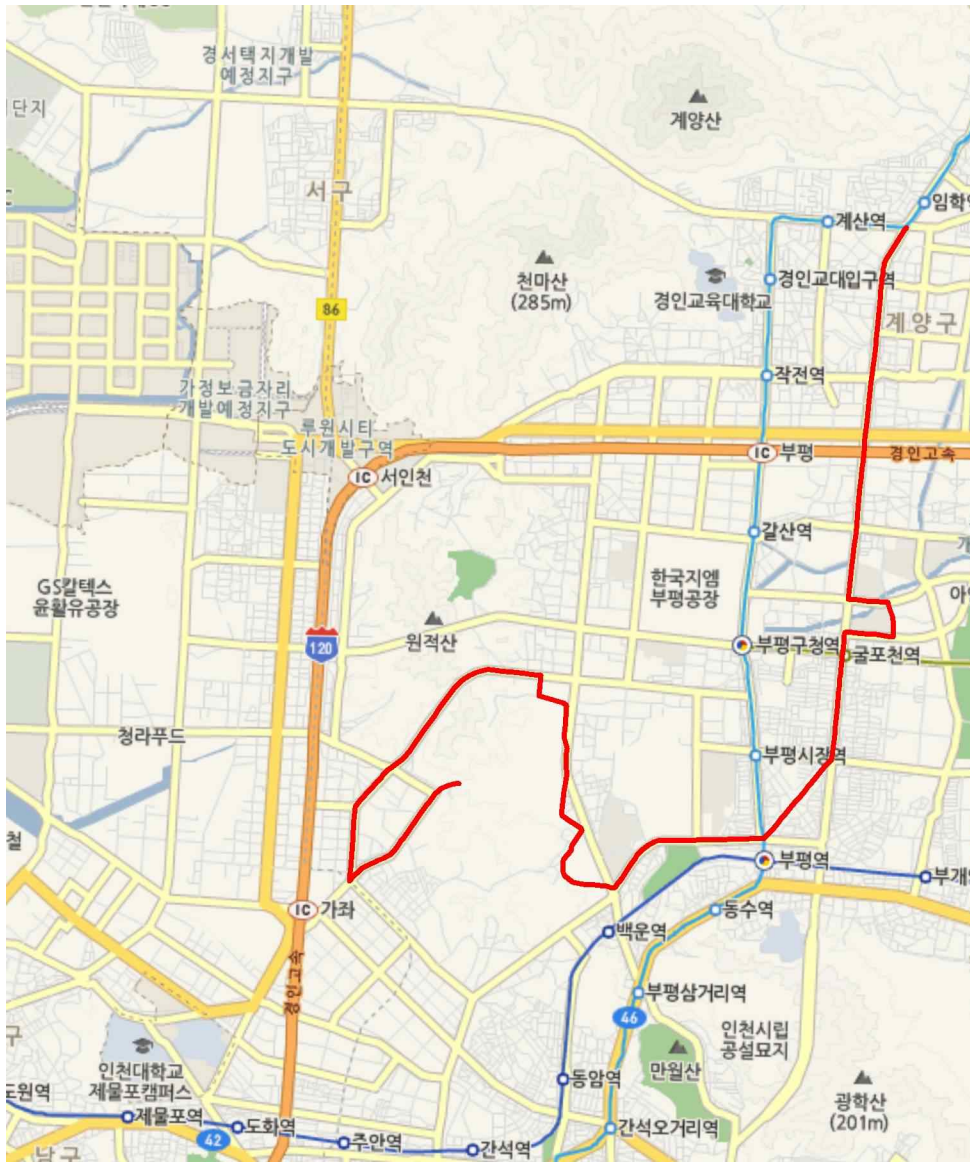 경서택지개발
예정지구
단지
계양산
서구
임학역
계산역
천마산
(285m)
경인교육대학교
경인교대입구역
86
계양구
가정보금자리
개발예정지구
작전역
루원시티
도시개발구역
IC 부평
경인고속
IC 서인천
갈산역
GS칼텍스
윤활유공장
한국지엠
부평공장
원적산
120
부평구청역
굴포천역
청라푸드
부평시장역
철
부평역
부개역
IC 가좌
동수역
백운역
경인고속
부평삼거리역
46
인천시립
공설묘지
구
인천대학교
제물포캠퍼스
만월산
동암역
도원역
광학산
(201m)
제물포역
도화역
42
주안역
간석역
간석오거리역
남구